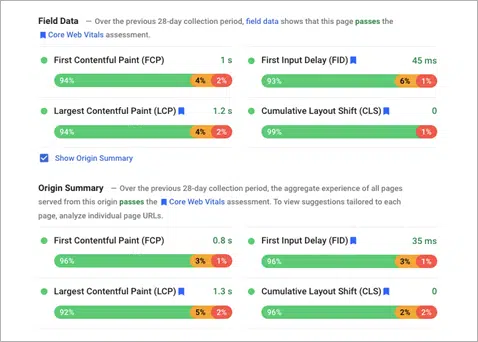 Field Data — Over the previous 28-day collection period, field data shows that this page passes the
Core Web Vitals assessment.
First Contentful Paint (FCP) 1 s
94% 4% 2%
First Input Delay (FID) 45 ms
93% 6% 1%
Largest Contentful Paint (LCP) 1.2 s
94% 4% 2%
Cumulative Layout Shift (CLS) 0
99% 1%
Show Origin Summary
Origin Summary — Over the previous 28-day collection period, the aggregate experience of all pages
served from this origin passes the Core Web Vitals assessment. To view suggestions tailored to each
page, analyze individual page URLs.
First Contentful Paint (FCP) 0.8 s
96% 3% 1%
First Input Delay (FID) 35 ms
96% 3% 1%
Largest Contentful Paint (LCP) 1.3 s
92% 5% 2%
Cumulative Layout Shift (CLS) 0
96% 2% 2%